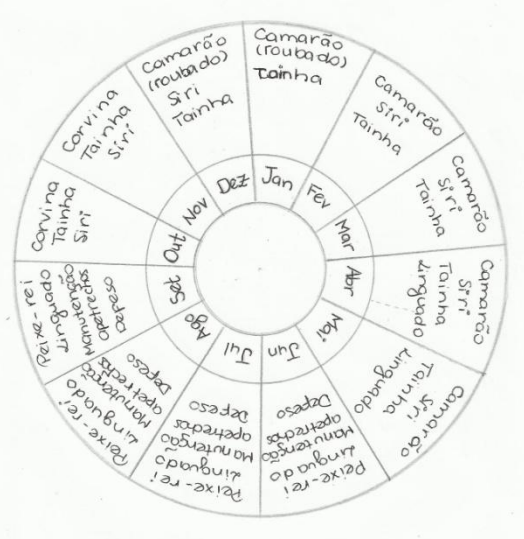 Jan
Camarão
(roubado)
Tainha
Fev
Camarão
Siri
Tainha
Mar
Camarão
Siri
Tainha
Abr
Camarão
Siri
Tainha
Linguado
Mai
Camarão
Siri
Tainha
Linguado
Jun
Peixe-rei
Linguado
Manutenção
apetrechos
Defeso
Jul
Peixe-rei
Linguado
Manutenção
apetrechos
Defeso
Ago
Peixe-rei
Linguado
Manutenção
apetrechos
Defeso
Set
Peixe-rei
Linguado
Manutenção
apetrechos
Defeso
Out
Corvina
Tainha
Siri
Nov
Corvina
Tainha
Siri
Dez
Camarão
(roubado)
Siri
Tainha